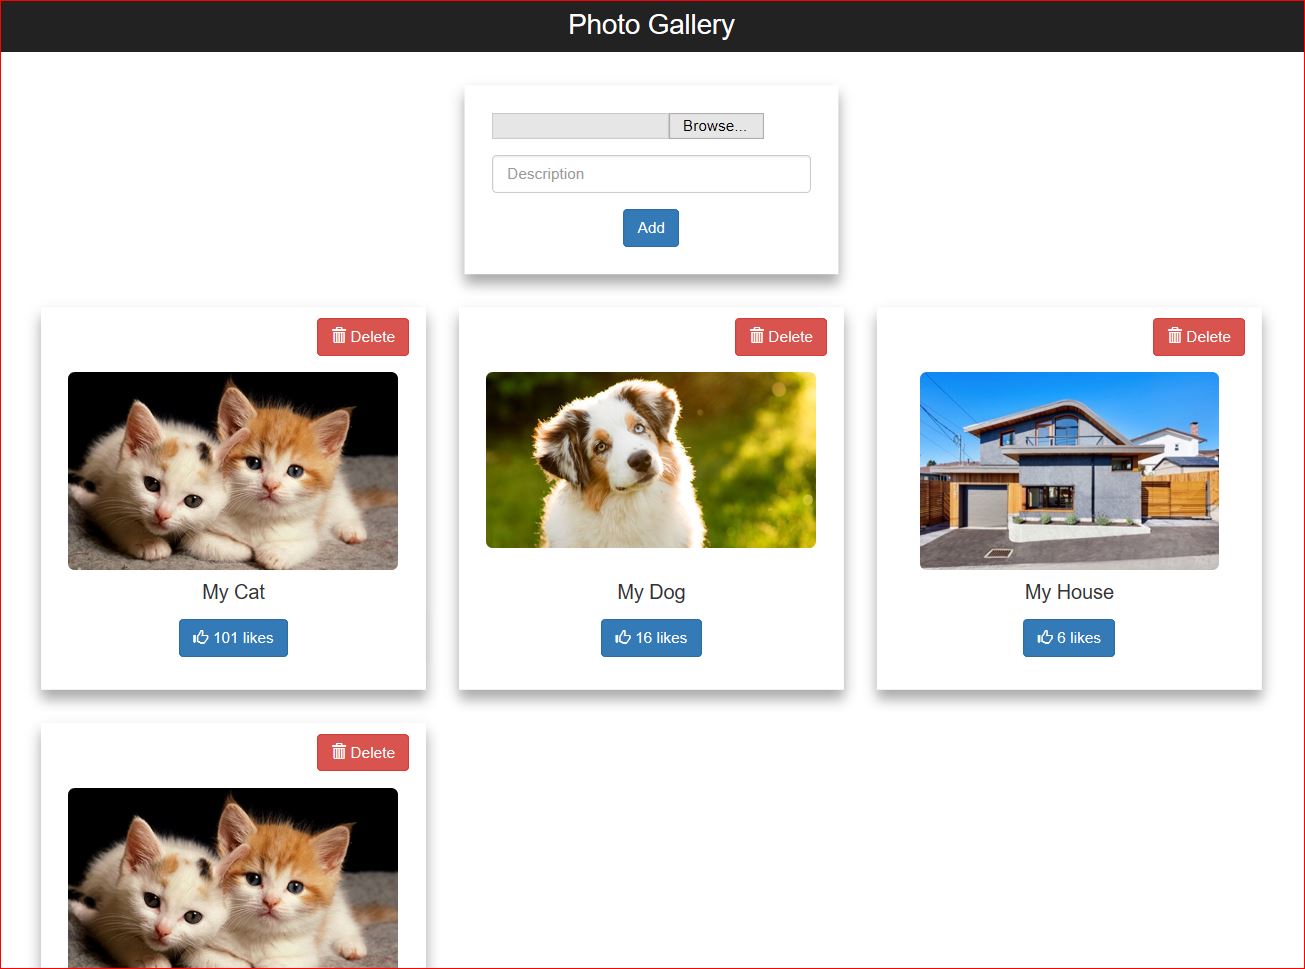 Photo Gallery
Browse...
Description
Add
Delete
Delete
Delete
My Cat
My Dog
My House
101 likes
16 likes
6 likes
Delete